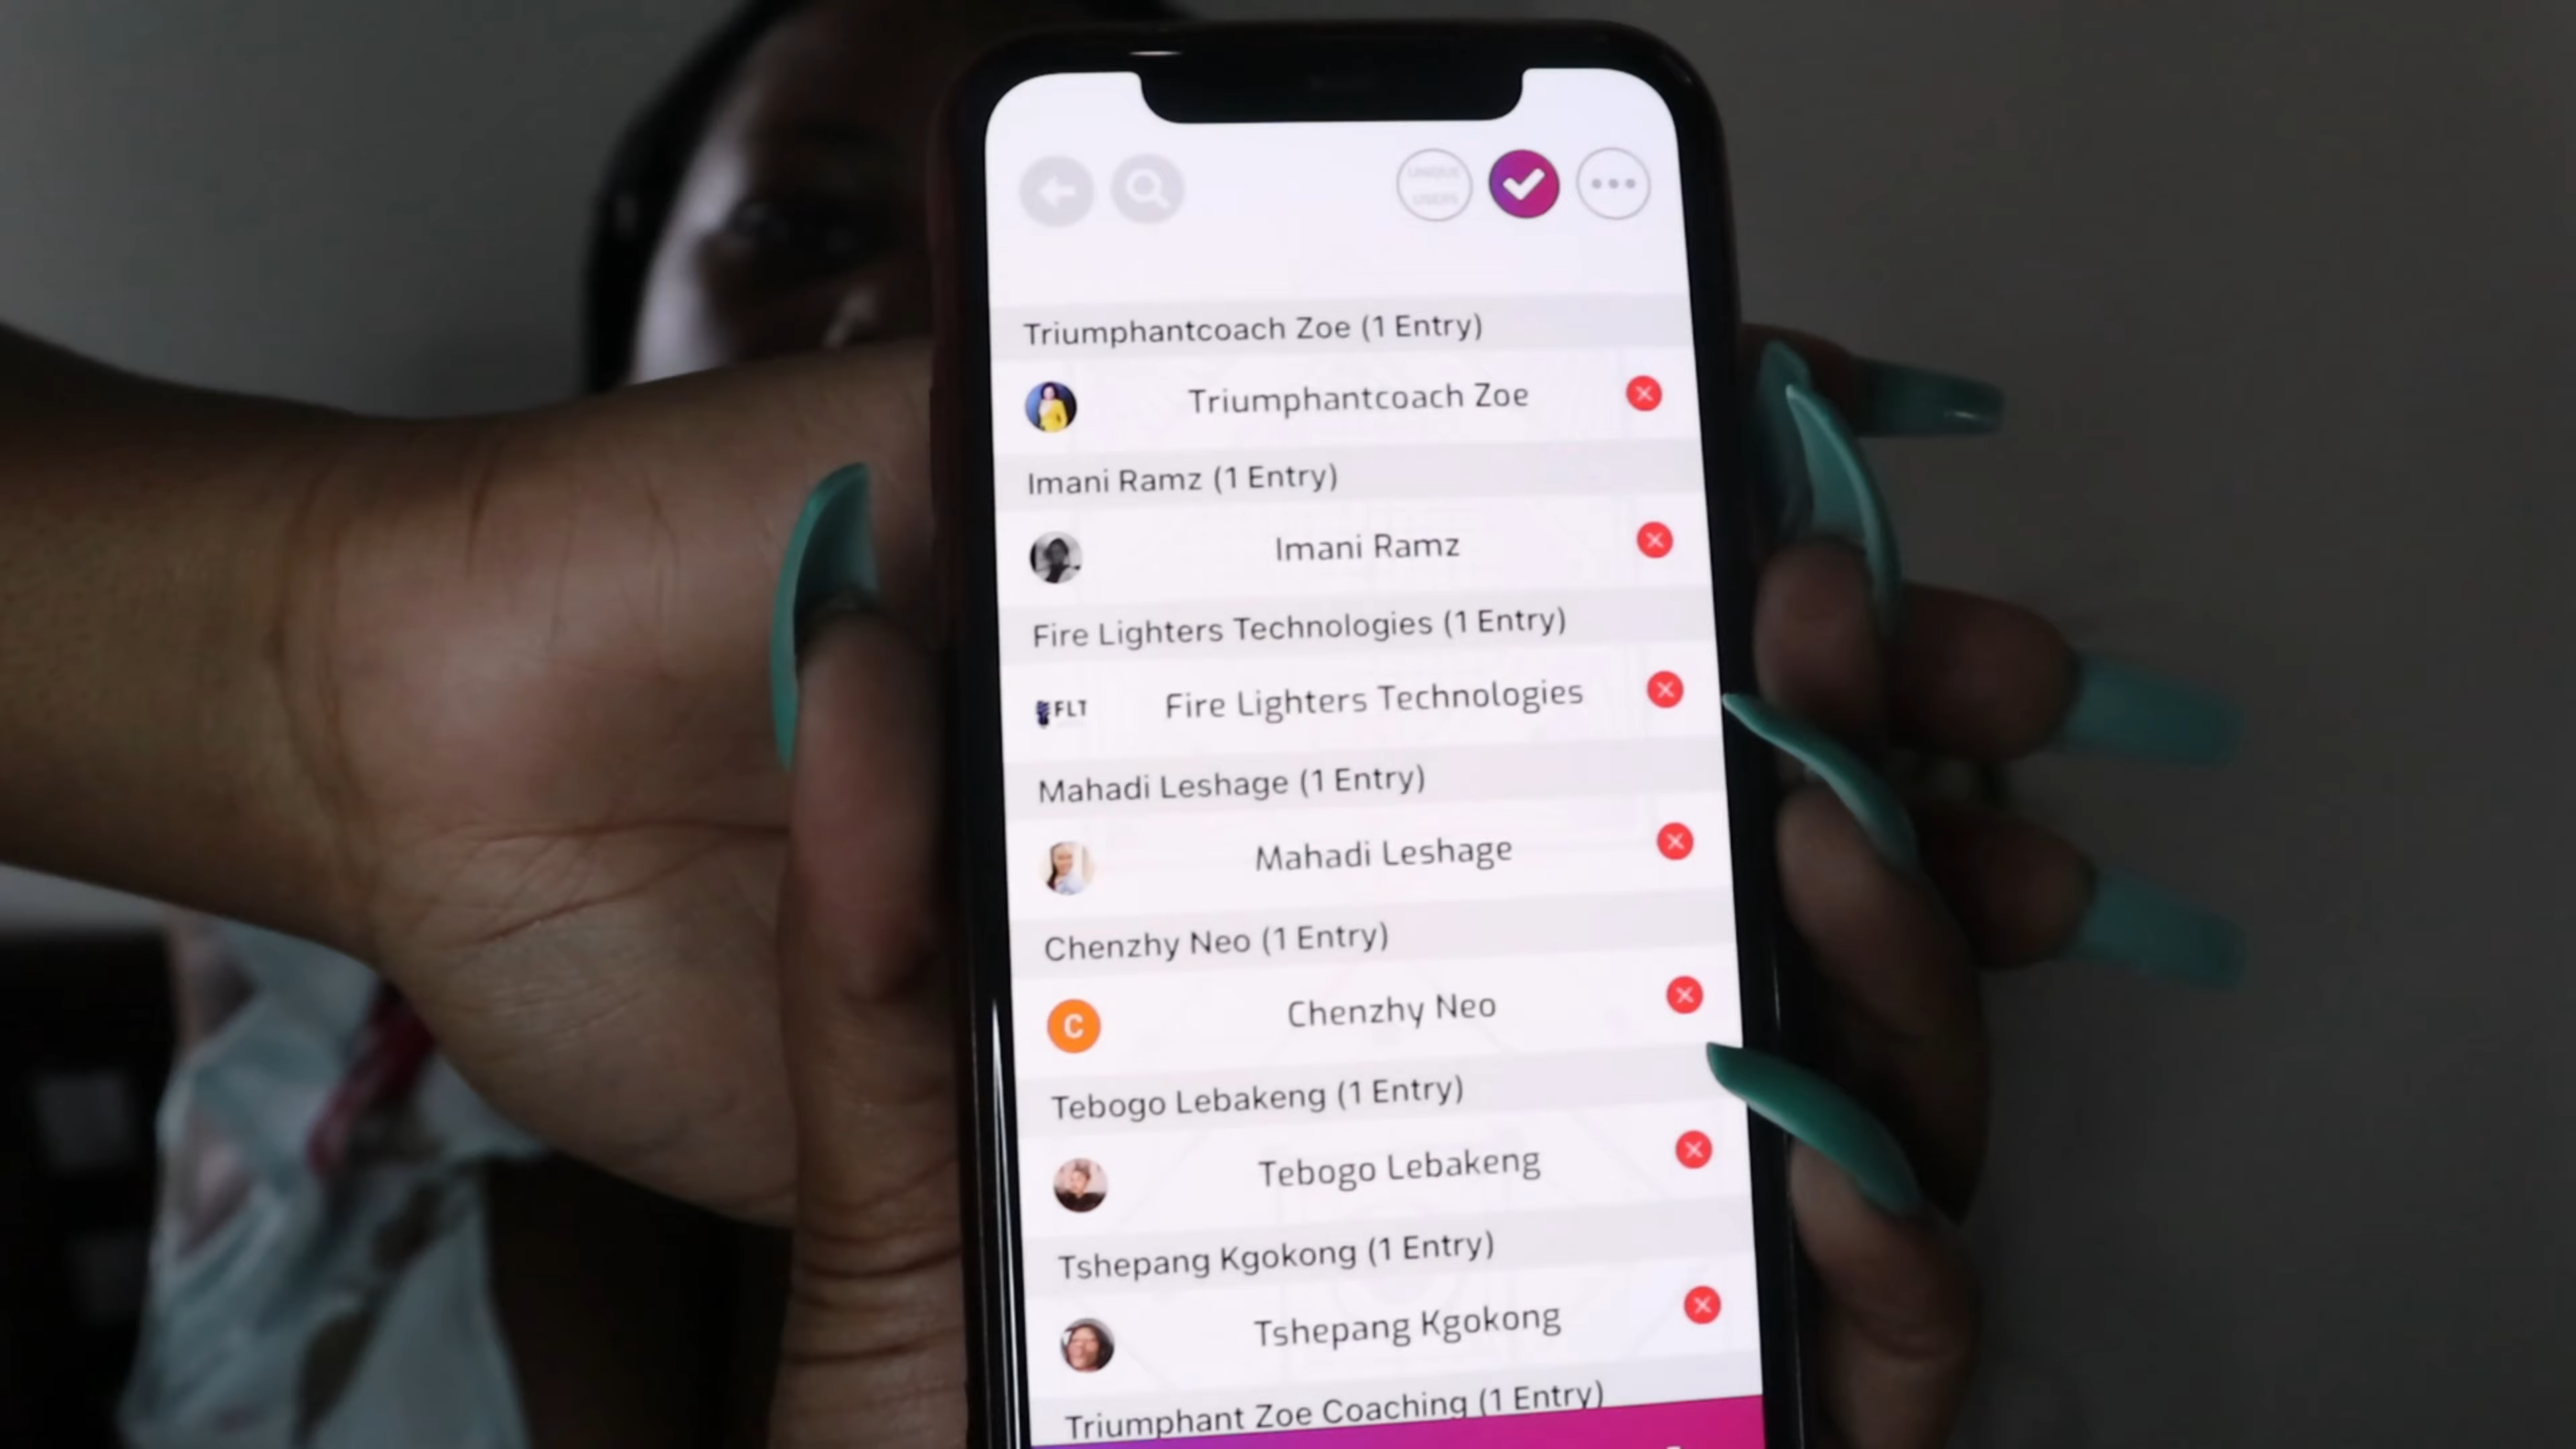 UNIQUE
USERS
Triumphantcoach Zoe (1 Entry)
Triumphantcoach Zoe
Imani Ramz (1 Entry)
Imani Ramz
Fire Lighters Technologies (1 Entry)
FLT
Fire Lighters Technologies
Mahadi Leshage (1 Entry)
Mahadi Leshage
Chenzhy Neo (1 Entry)
C
Chenzhy Neo
Tebogo Lebakeng (1 Entry)
Tebogo Lebakeng
Tshepang Kgokong (1 Entry)
Tshepang Kgokong
Triumphant Zoe Coaching (1 Entry)